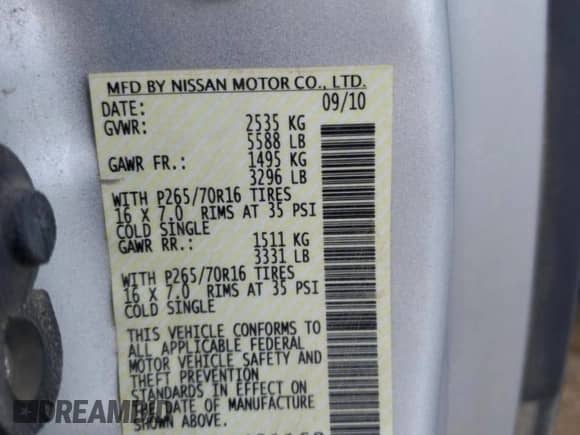 MFD BY NISSAN MOTOR CO., LTD.
DATE: 09/10
GVWR: 2535 KG
5588 LB
GAWR FR.: 1495 KG
3296 LB
WITH P265/70R16 TIRES
16 X 7.0 RIMS AT 35 PSI
COLD SINGLE
GAWR RR.: 1511 KG
3331 LB
WITH P265/70R16 TIRES
16 X 7.0 RIMS AT 35 PSI
COLD SINGLE
THIS VEHICLE CONFORMS TO
ALL APPLICABLE FEDERAL
MOTOR VEHICLE SAFETY AND
THEFT PREVENTION
STANDARDS IN EFFECT ON
THE DATE OF MANUFACTURE
SHOWN ABOVE.